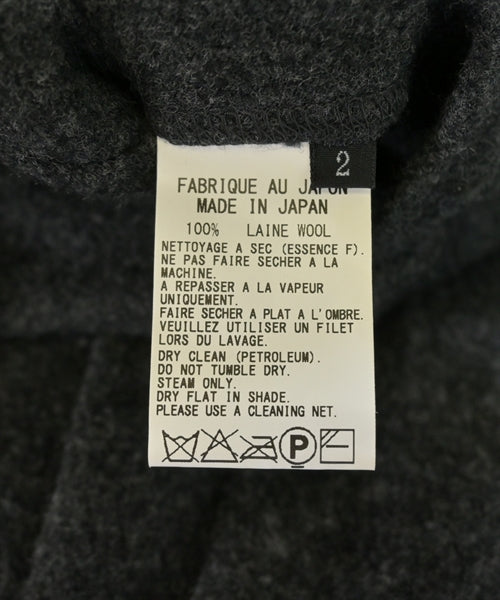 2
FABRIQUE AU JAPON
MADE IN JAPAN
100% LAINE WOOL
NETTOYAGE A SEC (ESSENCE F).
NE PAS FAIRE SECHER A LA
MACHINE.
A REPASSER A LA VAPEUR
UNIQUEMENT.
FAIRE SECHER A PLAT A L'OMBRE.
VEUILLEZ UTILISER UN FILET
LORS DU LAVAGE.
DRY CLEAN (PETROLEUM).
DO NOT TUMBLE DRY.
STEAM ONLY.
DRY FLAT IN SHADE.
PLEASE USE A CLEANING NET.
P